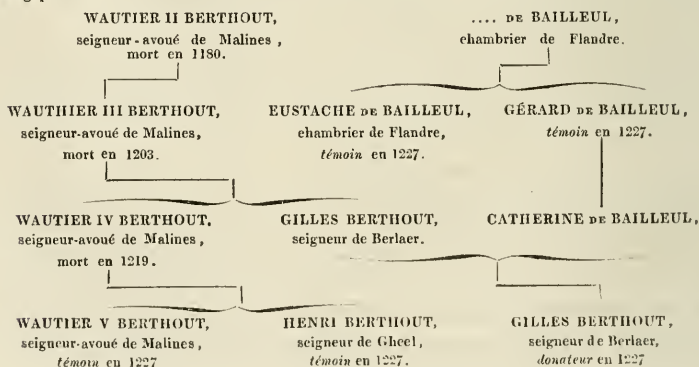 WAUTIER II BERTHOUT,
seigneur-avoué de Malines,
mort en 1180.
.... DE BAILLEUL,
chambrier de Flandre.
WAUTHIER III BERTHOUT,
seigneur-avoué de Malines,
mort en 1203.
EUSTACHE DE BAILLEUL,
chambrier de Flandre,
témoin en 1227.
GÉRARD DE BAILLEUL,
témoin en 1227.
WAUTIER IV BERTHOUT,
seigneur-avoué de Malines,
mort en 1219.
GILLES BERTHOUT,
seigneur de Berlaer.
CATHERINE DE BAILLEUL,
WAUTIER V BERTHOUT,
seigneur-avoué de Malines,
témoin en 1227
HENRI BERTHOUT,
seigneur de Gheel,
témoin en 1227.
GILLES BERTHOUT,
seigneur de Berlaer,
donateur en 1227